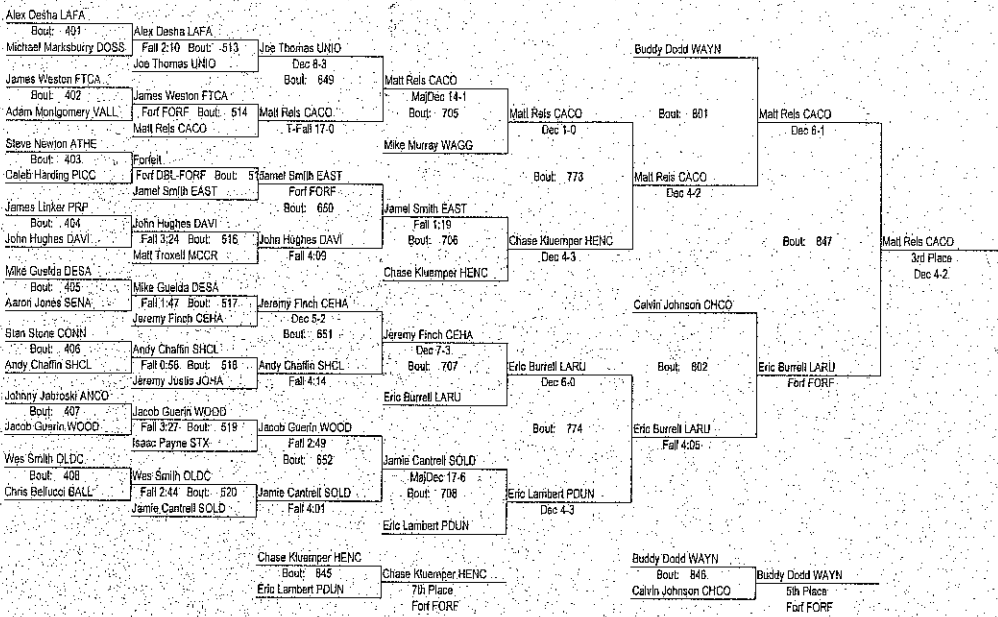 Alex Desha LAFA
Bout: 401
Michael Marksburry DOSS
James Weston FTCA
Bout: 402
Adam Montgomery VALL
Steve Newton ATHE
Bout: 403
Caleb Harding PICC
James Linker PRP
Bout: 404
John Hughes DAVI
Mike Guelda DESA
Bout: 405
Aaron Jones SENA
Stan Stone CONN
Bout: 406
Andy Chaffin SHCL
Johnny Jabroski ANCO
Bout: 407
Jacob Guerin WOOD
Wes Smith OLDC
Bout: 408
Chris Bellucci BALL
Alex Desha LAFA
Fall 2:10 Bout: 513
Joe Thomas UNIO
James Weston FTCA
Forf FORF Bout: 514
Matt Reis CACO
Forfeit
Fort DBL-FORF Bout: 51
Jamel Smith EAST
John Hughes DAVI
Fall 3:24 Bout: 516
Matt Troxell MCCR
Mike Guelda DESA
Fall 1:47 Bout: 517
Jeremy Finch CEHA
Andy Chaffin SHCL
Fall 0:56 Bout: 518
Jeremy Justis JOHA
Jacob Guerin WOOD
Fall 3:27 Bout: 519
Isaac Payne STX
Wes Smith OLDC
Fall 2:44 Bout: 520
Jamie Cantrell SOLD
Joe Thomas UNIO
Dec 8-3
Bout: 649
Matt Reis CACO
T-Fall 17-0
Jamel Smith EAST
Forf FORF
Bout: 650
John Hughes DAVI
Fall 4:09
Jeremy Finch CEHA
Dec 5-2
Bout: 651
Andy Chaffin SHCL
Fall 4:14
Jacob Guerin WOOD
Fall 2:49
Bout: 652
Jamie Cantrell SOLD
Fall 4:01
Matt Reis CACO
MajDec 14-1
Bout: 705
Mike Murray WAGG
Jamel Smith EAST
Fall 1:19
Bout: 706
Chase Kluemper HENC
Jeremy Finch CEHA
Dec 7-3
Bout: 707
Eric Burrell LARU
Jamie Cantrell SOLD
MajDec 17-6
Bout: 708
Eric Lambert PDUN
Matt Reis CACO
Dec 1-0
Bout: 773
Chase Kluemper HENC
Dec 4-3
Eric Burrell LARU
Dec 6-0
Bout: 774
Eric Lambert PDUN
Dec 4-3
Buddy Dodd WAYN
Bout: 801
Matt Reis CACO
Dec 4-2
Calvin Johnson CHCO
Bout: 802
Eric Burrell LARU
Fall 4:05
Matt Reis CACO
Dec 6-1
Bout: 847
Eric Burrell LARU
Forf FORF
Matt Reis CACO
3rd Place
Dec 4-2
Chase Kluemper HENC
Bout: 845
Eric Lambert PDUN
Chase Kluemper HENC
7th Place
Forf FORF
Buddy Dodd WAYN
Bout: 846
Calvin Johnson CHCO
Buddy Dodd WAYN
5th Place
Forf FORF